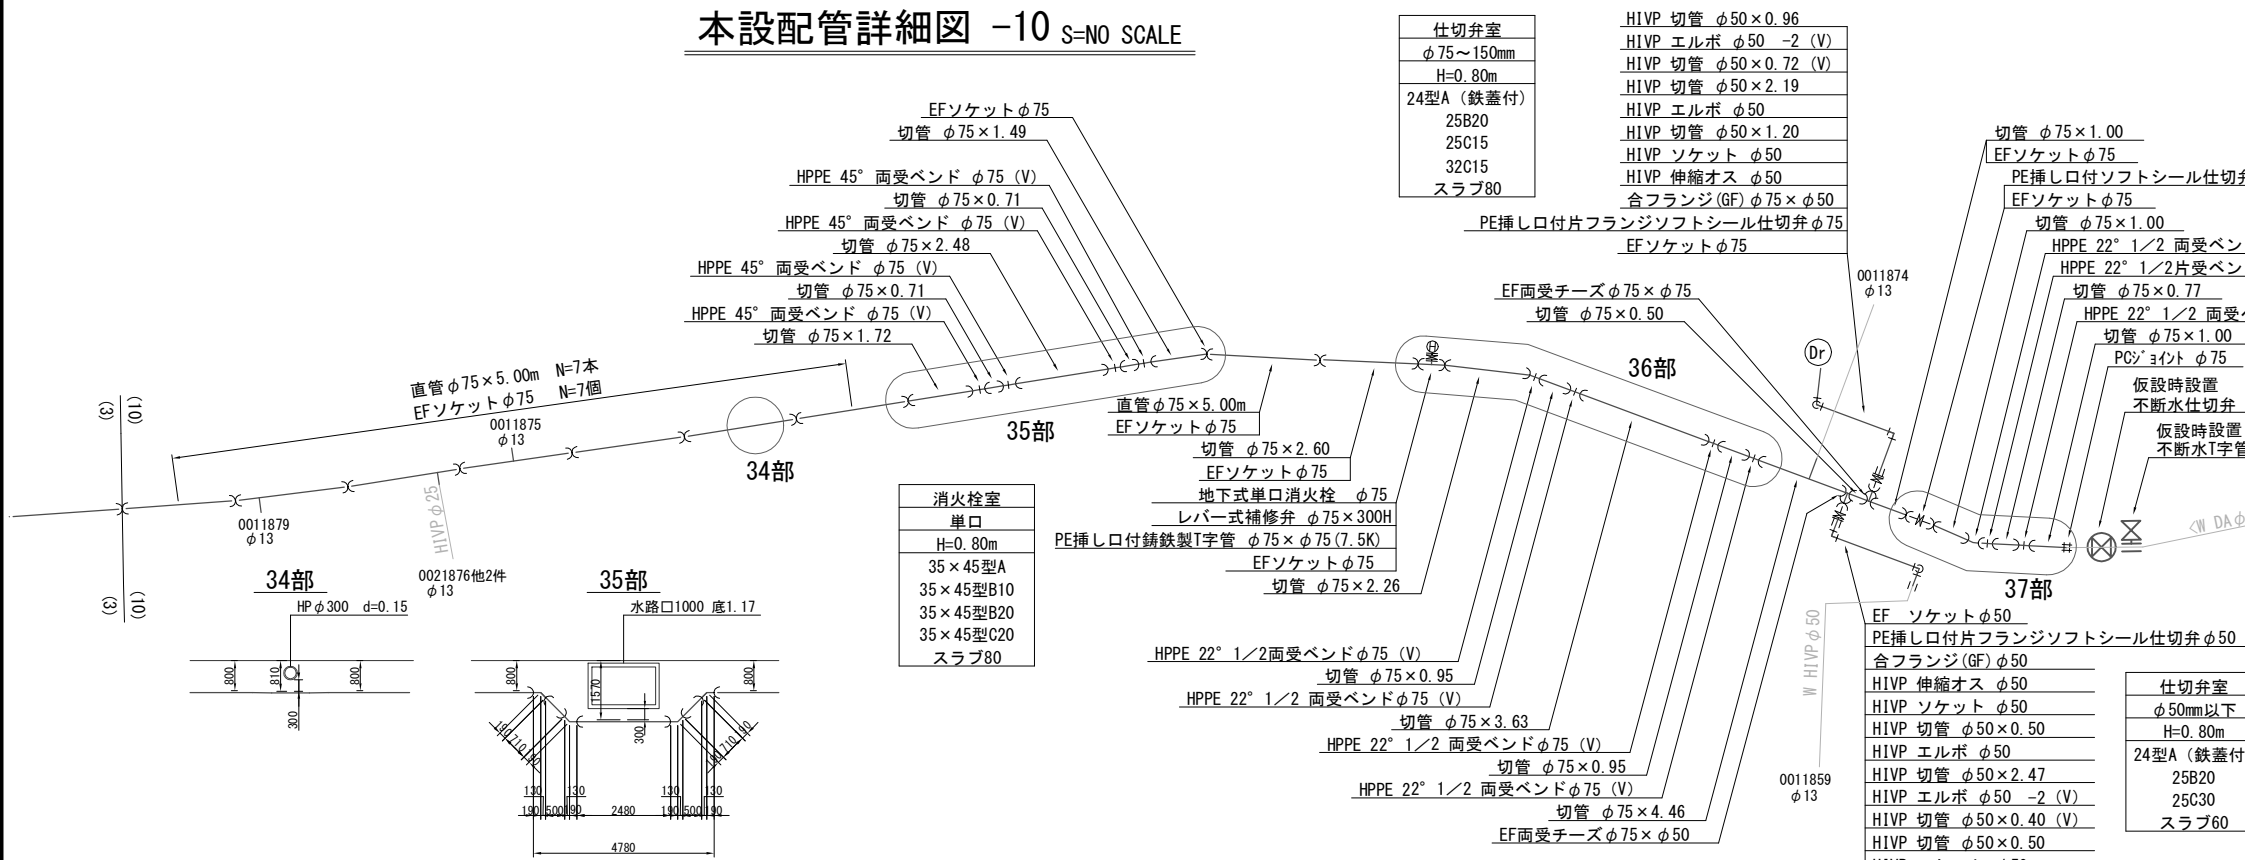 本設配管詳細図 -10 S=NO SCALE
仕切弁室
φ75～150mm
H=0.80m
24型A（鉄蓋付）
25B20
25C15
32C15
スラブ80
HIVP 切管 φ50×0.96
HIVP エルボ φ50 -2 (V)
HIVP 切管 φ50×0.72 (V)
HIVP 切管 φ50×2.19
HIVP エルボ φ50
HIVP 切管 φ50×1.20
HIVP ソケット φ50
HIVP 伸縮オス φ50
合フランジ(GF)φ75×φ50
PE挿し口付片フランジソフトシール仕切弁φ75
EFソケットφ75
EFソケットφ75
切管 φ75×1.49
HPPE 45° 両受ベンド φ75 (V)
切管 φ75×0.71
HPPE 45° 両受ベンド φ75 (V)
切管 φ75×2.48
HPPE 45° 両受ベンド φ75 (V)
切管 φ75×0.71
HPPE 45° 両受ベンド φ75 (V)
切管 φ75×1.72
切管 φ75×1.00
EFソケットφ75
PE挿し口付ソフトシール仕切弁
EFソケットφ75
切管 φ75×1.00
HPPE 22° 1／2 両受ベン
HPPE 22° 1／2片受ベン
切管 φ75×0.77
HPPE 22° 1／2 両受
切管 φ75×1.00
PCジョイント φ75
仮設時設置
不断水仕切弁
仮設時設置
不断水T字管
0011874
φ13
EF両受チーズφ75×φ75
切管 φ75×0.50
Dr
36部
H
直管φ75×5.00m N=7本
EFソケットφ75 N=7個
(10)
(3)
0011875
φ13
34部
35部
直管φ75×5.00m
EFソケットφ75
切管 φ75×2.60
EFソケットφ75
地下式単口消火栓 φ75
レバー式補修弁 φ75×300H
PE挿し口付鋳鉄製T字管 φ75×φ75(7.5K)
EFソケットφ75
切管 φ75×2.26
消火栓室
単口
H=0.80m
35×45型A
35×45型B10
35×45型B20
35×45型C20
スラブ80
0011879
φ13
HIVPφ25
0021876他2件
φ13
(10)
(3)
34部
HPφ300 d=0.15
800
810
800
300
35部
水路口1000 底1.17
800
1570
800
300
190
710
190
190
710
190
130
130
130
130
190
500
190
2480
190
500
190
4780
HPPE 22° 1／2両受ベンドφ75 (V)
切管 φ75×0.95
HPPE 22° 1／2 両受ベンドφ75 (V)
切管 φ75×3.63
HPPE 22° 1／2 両受ベンドφ75 (V)
切管 φ75×0.95
HPPE 22° 1／2 両受ベンドφ75 (V)
切管 φ75×4.46
EF両受チーズφ75×φ50
W HIVPφ50
0011859
φ13
37部
W DAφ
EF ソケットφ50
PE挿し口付片フランジソフトシール仕切弁φ50
合フランジ(GF)φ50
HIVP 伸縮オス φ50
HIVP ソケット φ50
HIVP 切管 φ50×0.50
HIVP エルボ φ50
HIVP 切管 φ50×2.47
HIVP エルボ φ50 -2 (V)
HIVP 切管 φ50×0.40 (V)
HIVP 切管 φ50×0.50
仕切弁室
φ50mm以下
H=0.80m
24型A（鉄蓋付
25B20
25C30
スラブ60